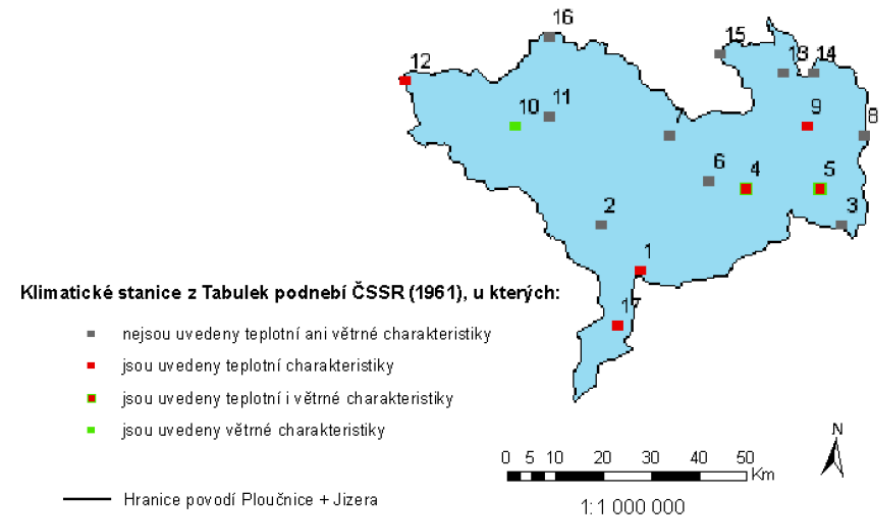 16
15
13 14
12
10 11
9
7
8
6
4
5
2
3
1
17
Klimatické stanice z Tabulek podnebí ČSSR (1961), u kterých:
nejsou uvedeny teplotní ani větrné charakteristiky
jsou uvedeny teplotní charakteristiky
jsou uvedeny teplotní i větrné charakteristiky
jsou uvedeny větrné charakteristiky
Hranice povodí Ploučnice + Jizera
N
0 5 10 20 30 40 50
Km
1:1 000 000